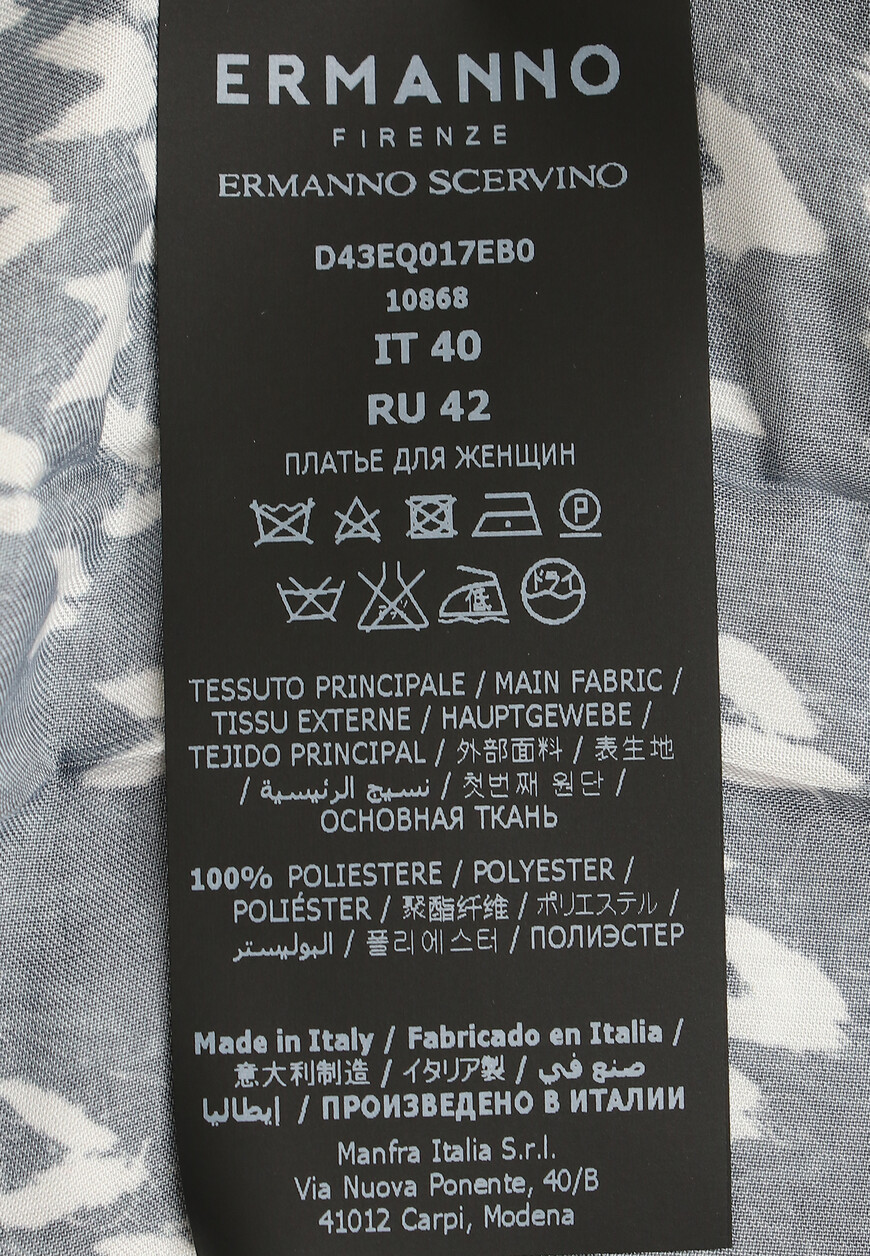 ERMANNO
FIRENZE
ERMANNO SCERVINO
D43EQ017EB0
10868
IT 40
RU 42
ПЛАТЬЕ ДЛЯ ЖЕНЩИН
P
ドライ
低
TESSUTO PRINCIPALE / MAIN FABRIC /
TISSU EXTERNE / HAUPTGEWEBE /
TEJIDO PRINCIPAL / 外部面料 / 表生地
/ نسيج الرئيسية / 첫번째 원단 /
ОСНОВНАЯ ТКАНЬ
100% POLIESTERE / POLYESTER /
POLIÉSTER / 聚酯纤维 / ポリエステル /
البوليستر / 폴리에스터 / ПОЛИЭСТЕР
Made in Italy / Fabricado en Italia /
意大利制造 / イタリア製 / صنع في
إيطاليا / ПРОИЗВЕДЕНО В ИТАЛИИ
Manfra Italia S.r.l.
Via Nuova Ponente, 40/B
41012 Carpi, Modena